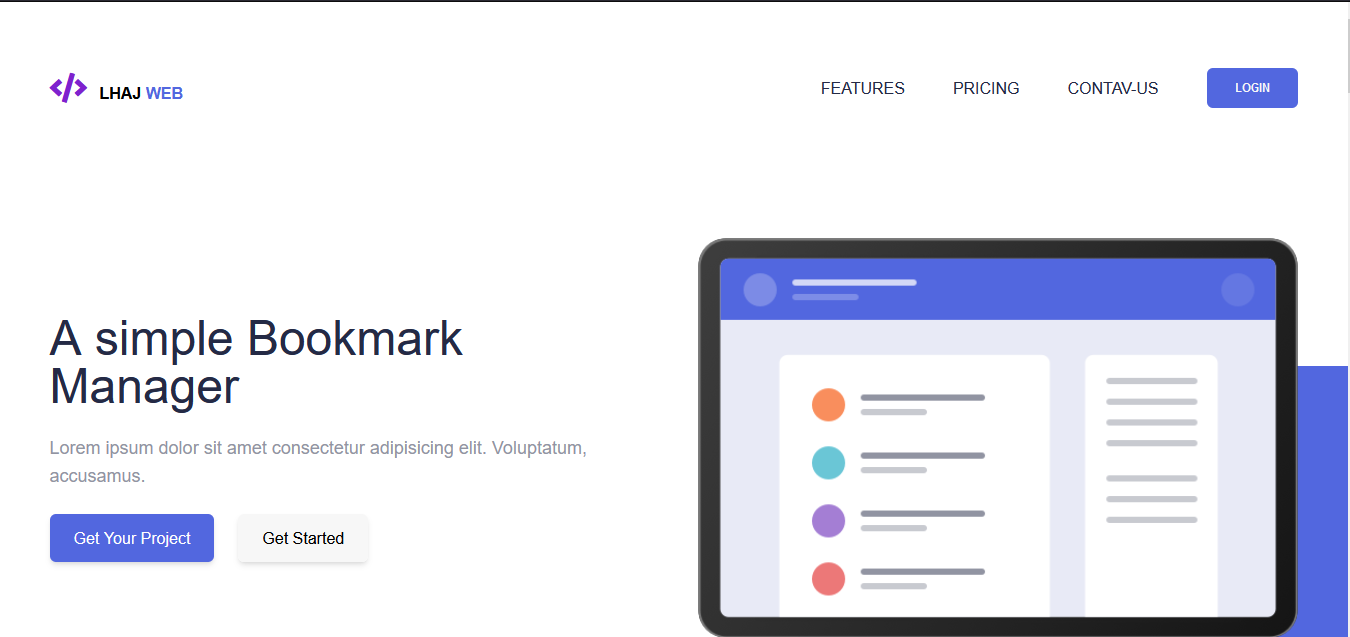 LHAJ WEB
FEATURES
PRICING
CONTAV-US
LOGIN
A simple Bookmark
Manager
Lorem ipsum dolor sit amet consectetur adipisicing elit. Voluptatum,
accusamus.
Get Your Project
Get Started